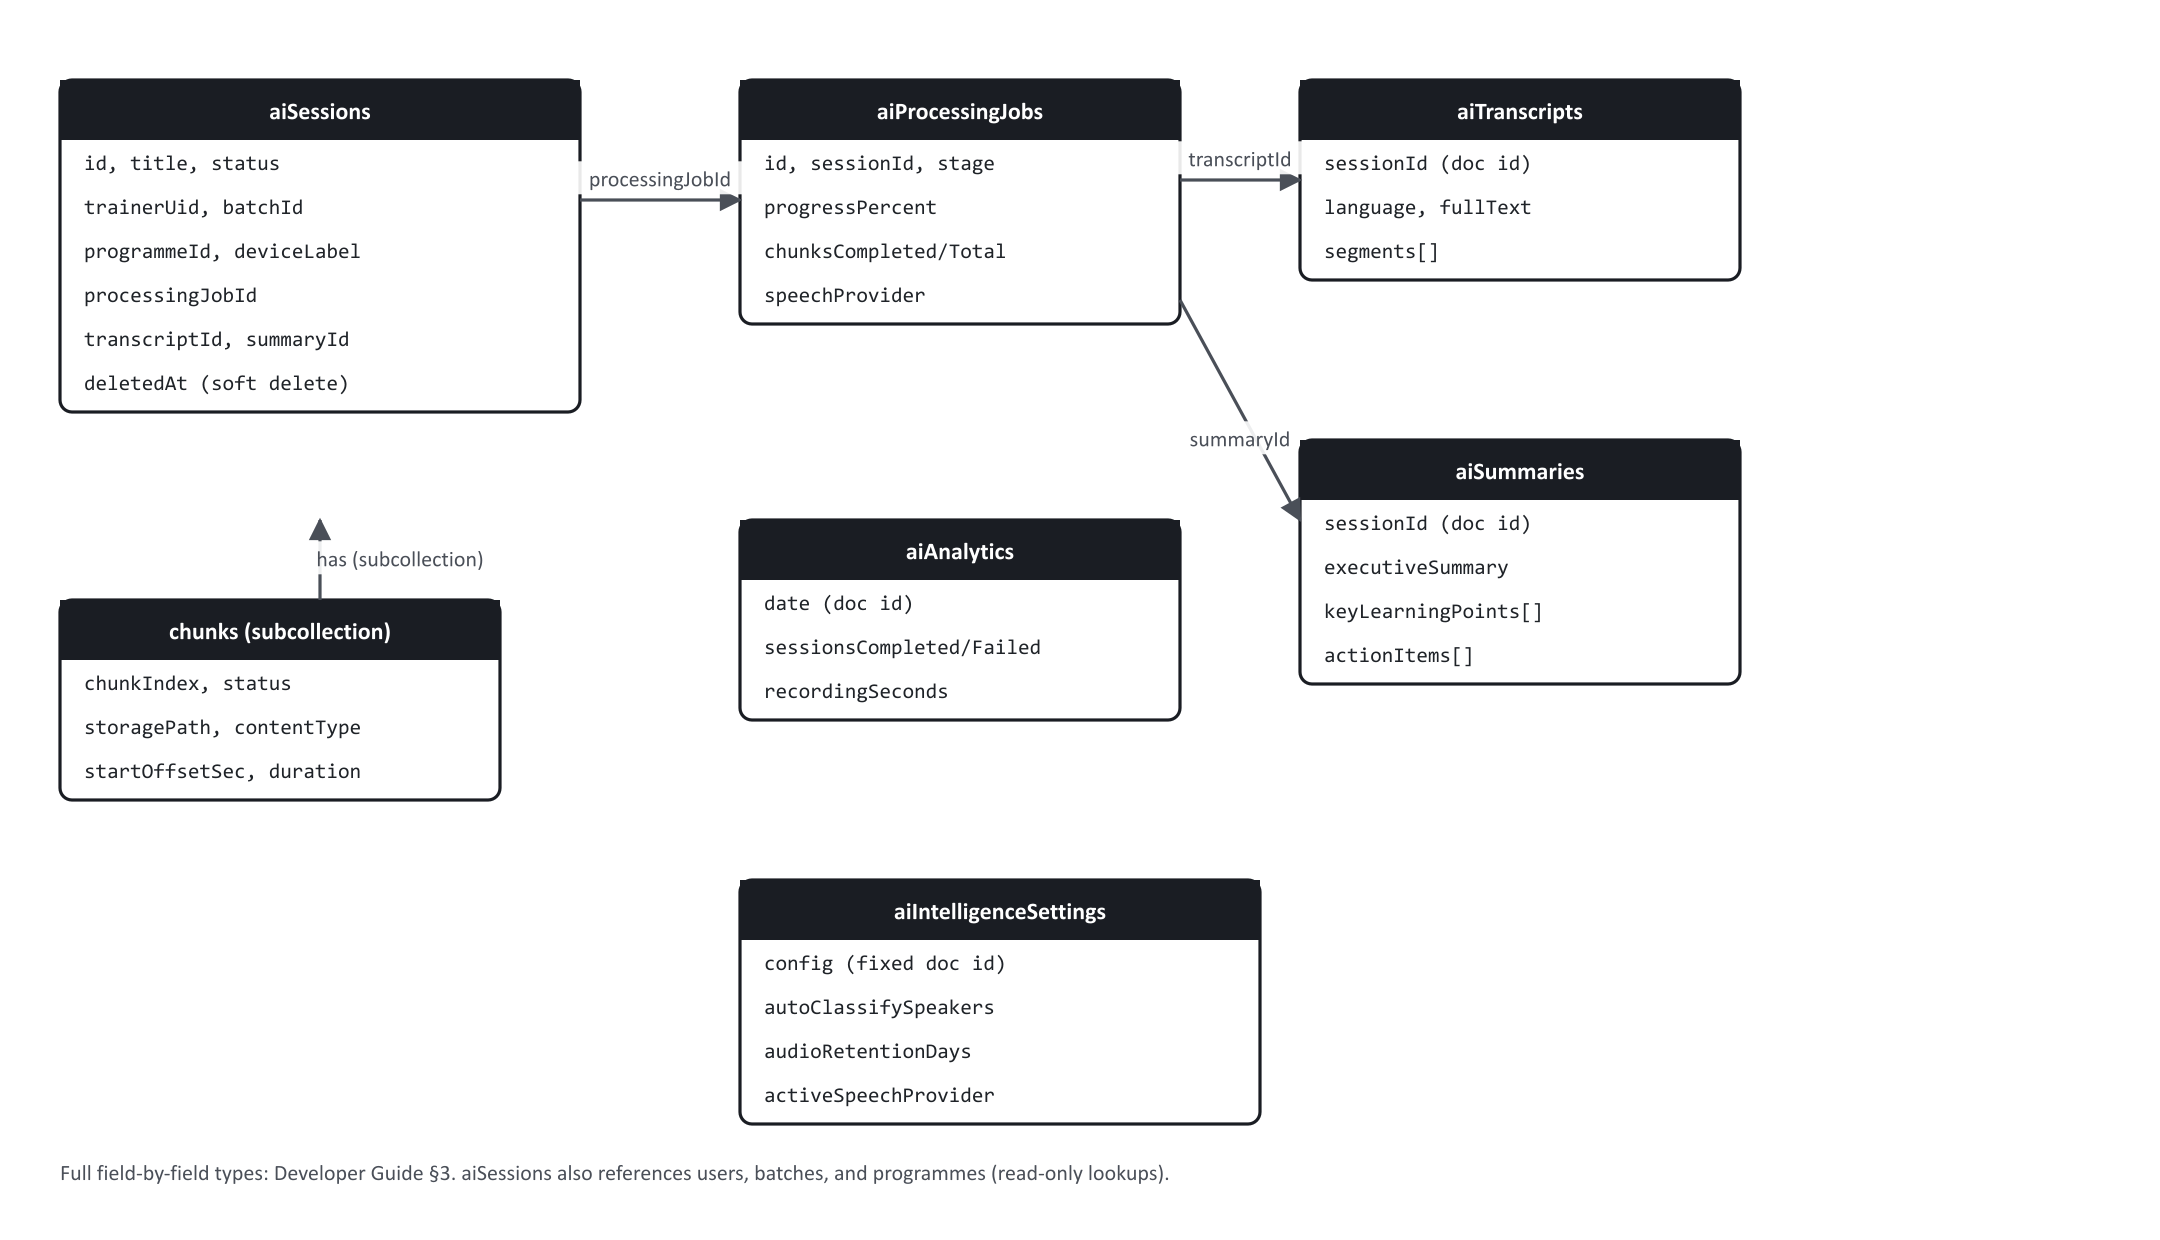 aiSessions
id, title, status
trainerUid, batchId
programmeId, deviceLabel
processingJobId
transcriptId, summaryId
deletedAt (soft delete)
processingJobId
aiProcessingJobs
id, sessionId, stage
progressPercent
chunksCompleted/Total
speechProvider
transcriptId
aiTranscripts
sessionId (doc id)
language, fullText
segments[]
summaryId
aiSummaries
sessionId (doc id)
executiveSummary
keyLearningPoints[]
actionItems[]
has (subcollection)
chunks (subcollection)
chunkIndex, status
storagePath, contentType
startOffsetSec, duration
aiAnalytics
date (doc id)
sessionsCompleted/Failed
recordingSeconds
aiIntelligenceSettings
config (fixed doc id)
autoClassifySpeakers
audioRetentionDays
activeSpeechProvider
Full field-by-field types: Developer Guide §3. aiSessions also references users, batches, and programmes (read-only lookups).